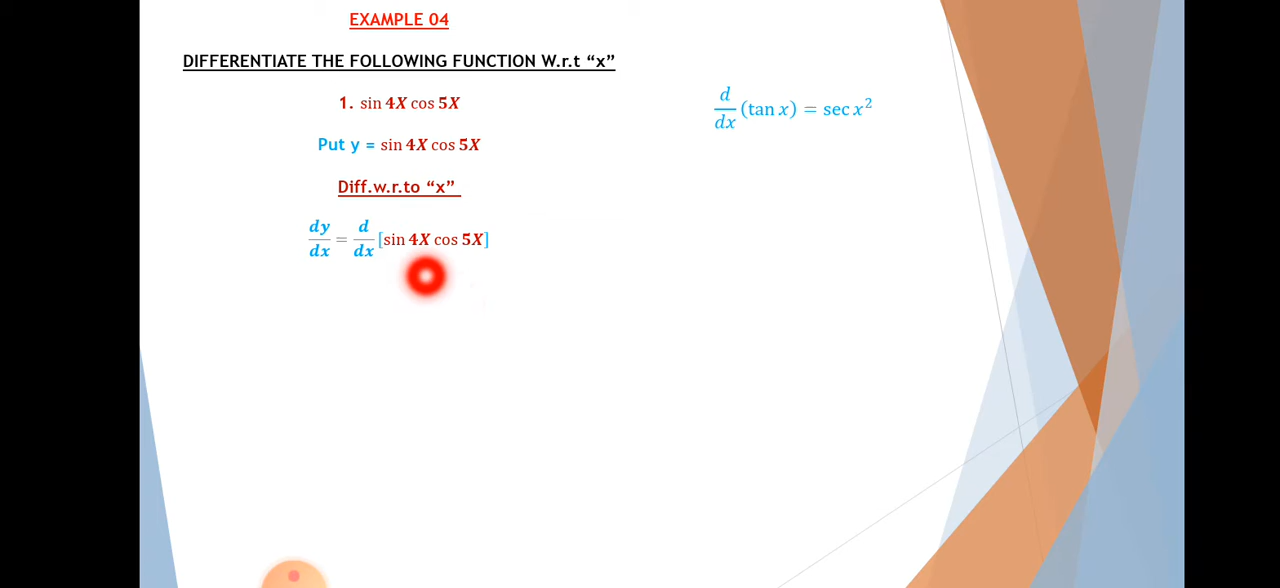 EXAMPLE 04
DIFFERENTIATE THE FOLLOWING FUNCTION W.r.t “x”
1. sin 4X cos 5X
Put y = sin 4X cos 5X
Diff.w.r.to “x”
dy/dx = d/dx [sin 4X cos 5X]
d/dx (tan x) = sec x²